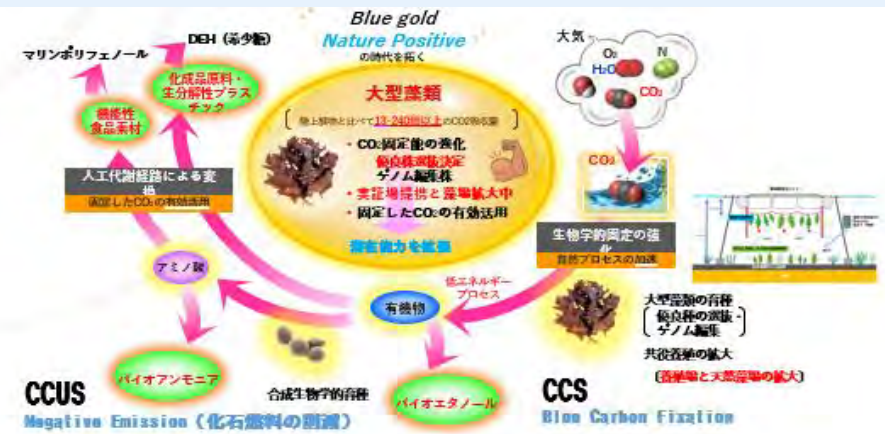 Blue gold
Nature Positive
の時代を拓く
DEH（希少糖）
マリンポリフェノール
化成品原料・
生分解性プラス
チック
機能性
食品素材
人工代謝経路による変
換
固定したCO₂の有効活用
アミノ酸
バイオアンモニア
CCUS
Negative Emission（化石燃料の削減）
大型藻類
陸上植物と比べて13-240倍以上のCO2吸収量
・CO₂固定能の強化
優良株選抜決定
ゲノム編集株
・実証場提供と藻場拡大中
・固定したCO₂の有効活用
潜在能力を拡張
低エネルギー
プロセス
有機物
合成生物学的育種
バイオエタノール
大気
O₂
N
H₂O
CO₂
CO₂
生物学的固定の強
化
自然プロセスの加速
大型藻類の育種
優良種の選抜・
ゲノム編集
共役養殖の拡大
（養殖場と天然藻場の拡大）
CCS
Blue Carbon Fixation